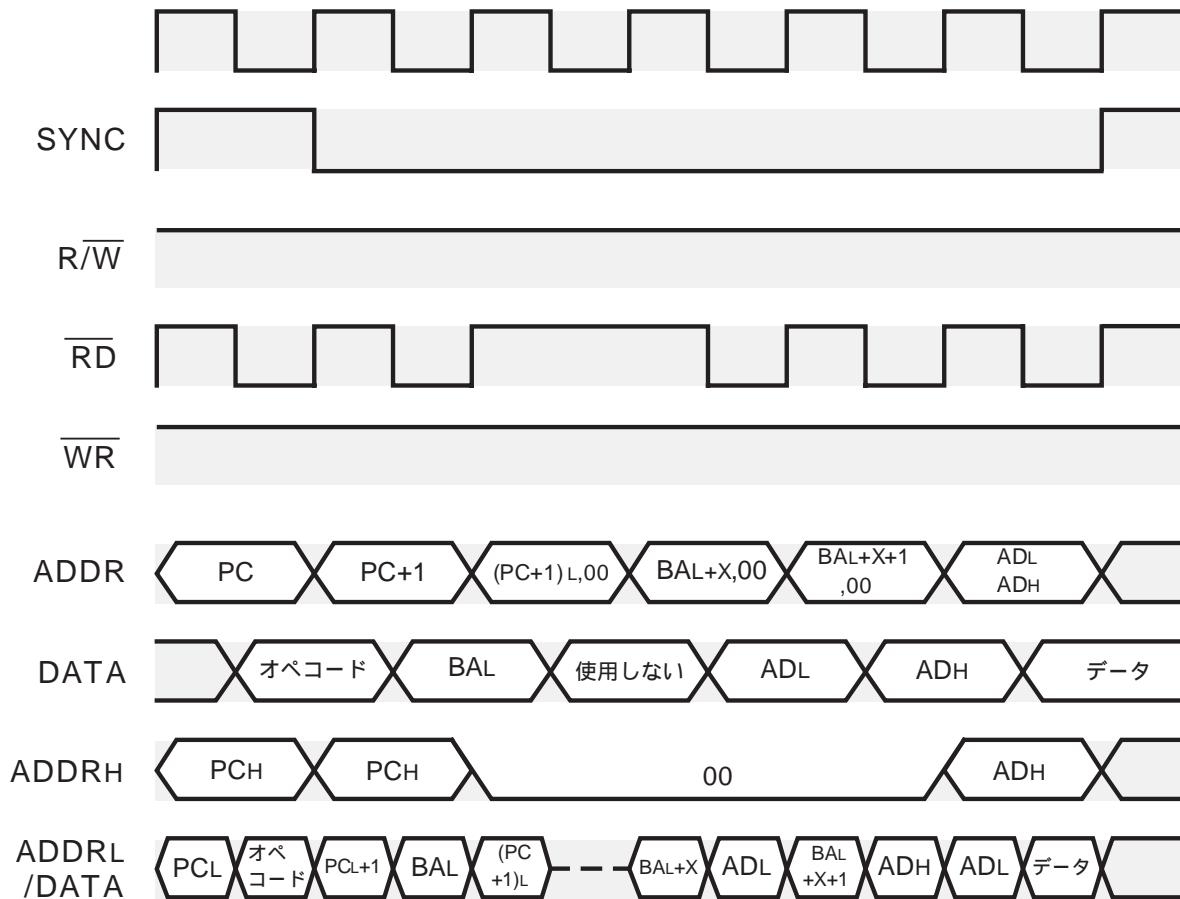 SYNC
R/W
RD
WR
ADDR
PC
PC+1
(PC+1) L,00
BAL+X,00
BAL+X+1
,00
ADL
ADH
DATA
オペコード
BAL
使用しない
ADL
ADH
データ
ADDRH
PCH
PCH
00
ADH
ADDRL
/DATA
PCL
オペ
コード
PCL+1
BAL
(PC
+1)L
BAL+X
ADL
BAL
+X+1
ADH
ADL
データ